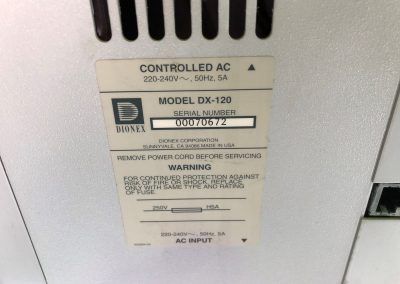 CONTROLLED AC ▲
220-240V~, 50Hz, 5A
MODEL DX-120
SERIAL NUMBER
00070672
DIONEX
DIONEX CORPORATION
SUNNYVALE, CA 94086 MADE IN USA
REMOVE POWER CORD BEFORE SERVICING
WARNING
FOR CONTINUED PROTECTION AGAINST
RISK OF FIRE OR SHOCK, REPLACE
ONLY WITH SAME TYPE AND RATING
OF FUSE.
250V H5A
220-240V~, 50Hz, 5A
AC INPUT ▼